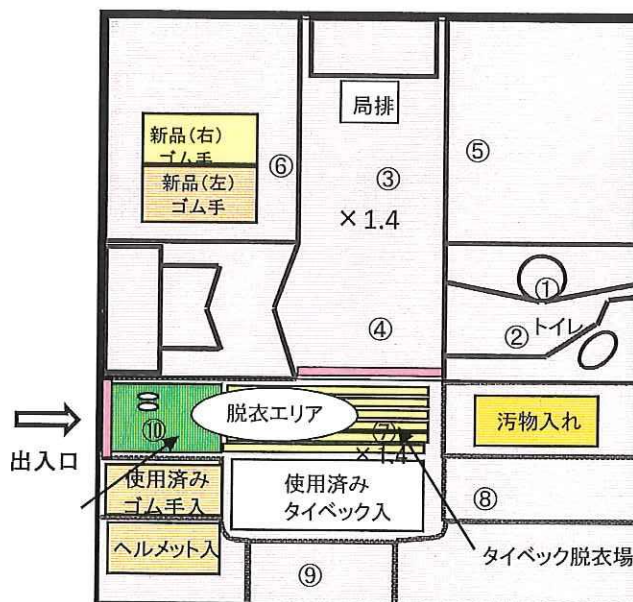 局排
新品(右)
ゴム手
新品(左)
ゴム手
⑥
③
×1.4
⑤
①
②
トイレ
④
出入口
⑩
脱衣エリア
(7)
×1.4
汚物入れ
使用済み
ゴム手入
使用済み
タイベック入
⑧
ヘルメット入
⑨
タイベック脱衣場